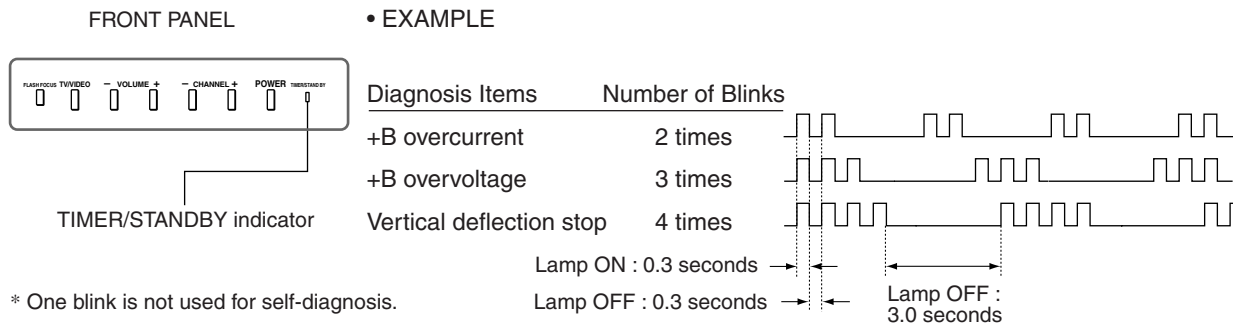 FRONT PANEL
• EXAMPLE
FLASH FOCUS TV/VIDEO − VOLUME + − CHANNEL + POWER TIMER/STAND BY
Diagnosis Items Number of Blinks
+B overcurrent 2 times
+B overvoltage 3 times
Vertical deflection stop 4 times
TIMER/STANDBY indicator
Lamp ON : 0.3 seconds
Lamp OFF : 0.3 seconds
Lamp OFF :
3.0 seconds
* One blink is not used for self-diagnosis.